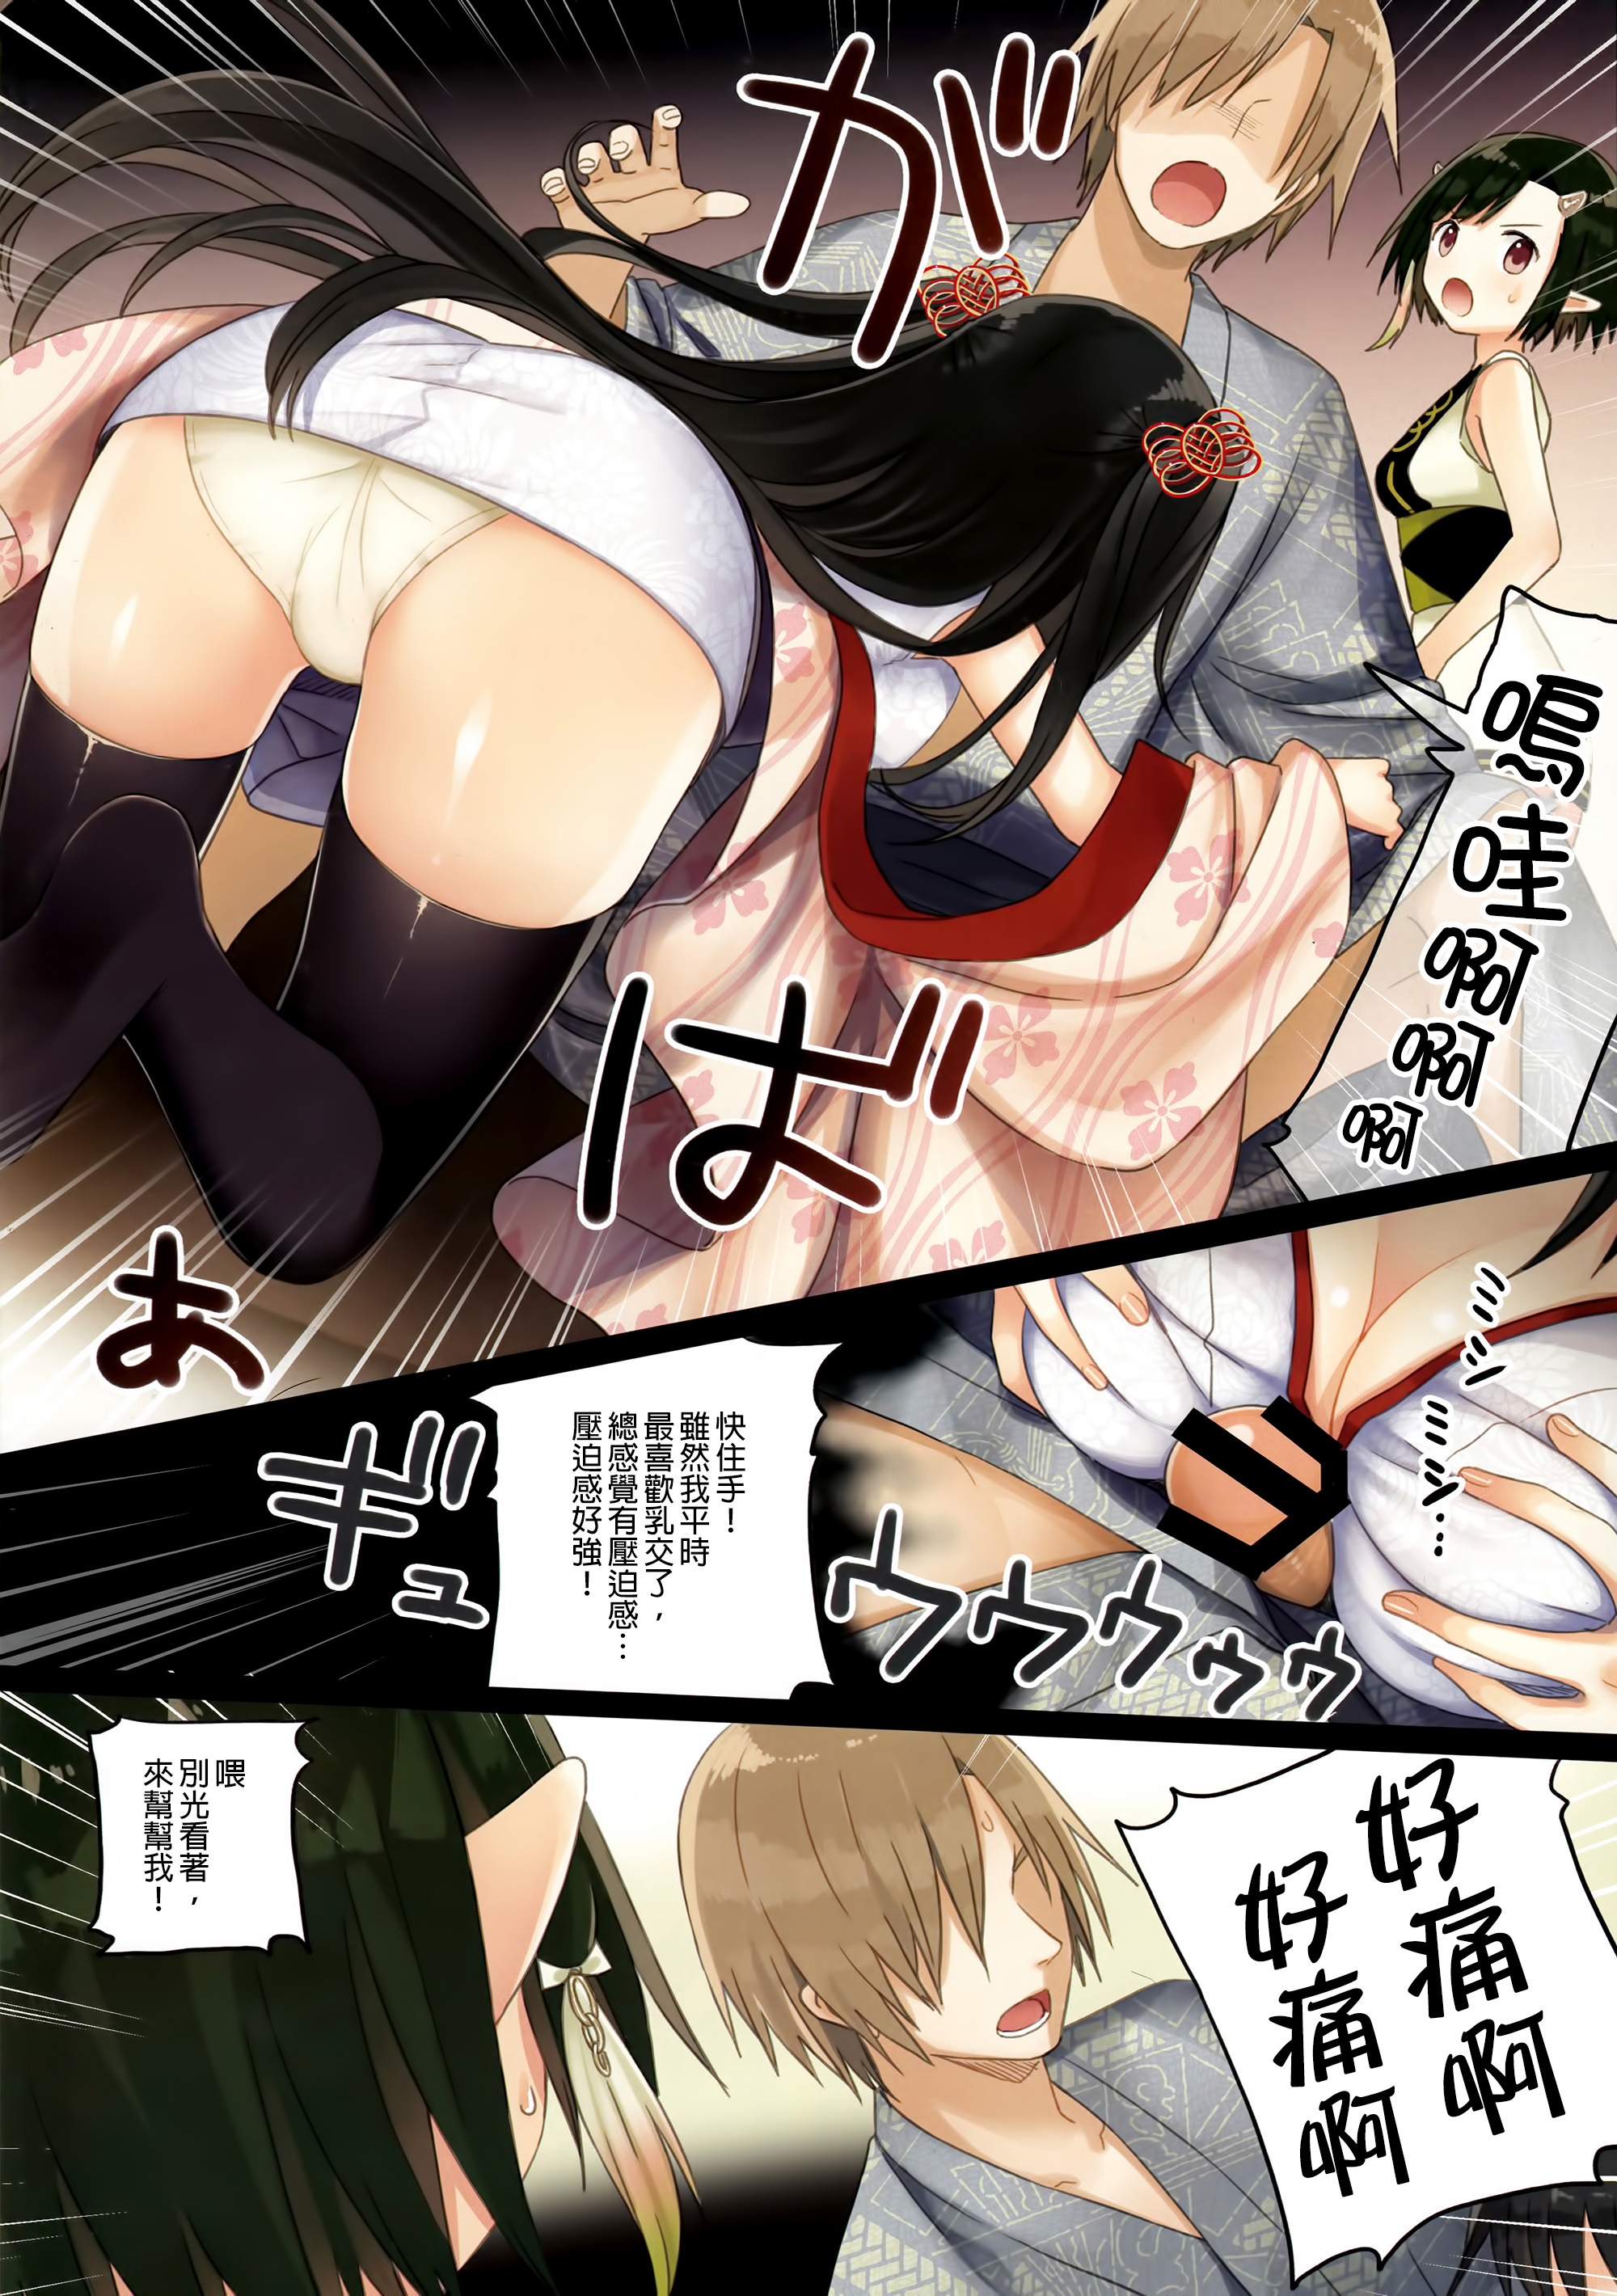 が
嗚哇啊啊啊
ば
あ
ミシ
ミシ…
ウウウゥゥ
快住手！
雖然我平時
最喜歡乳交了，
總感覺有壓迫感…
壓迫感好強！
ギュ
好痛啊
好痛啊
喂
別光看著，
來幫幫我！